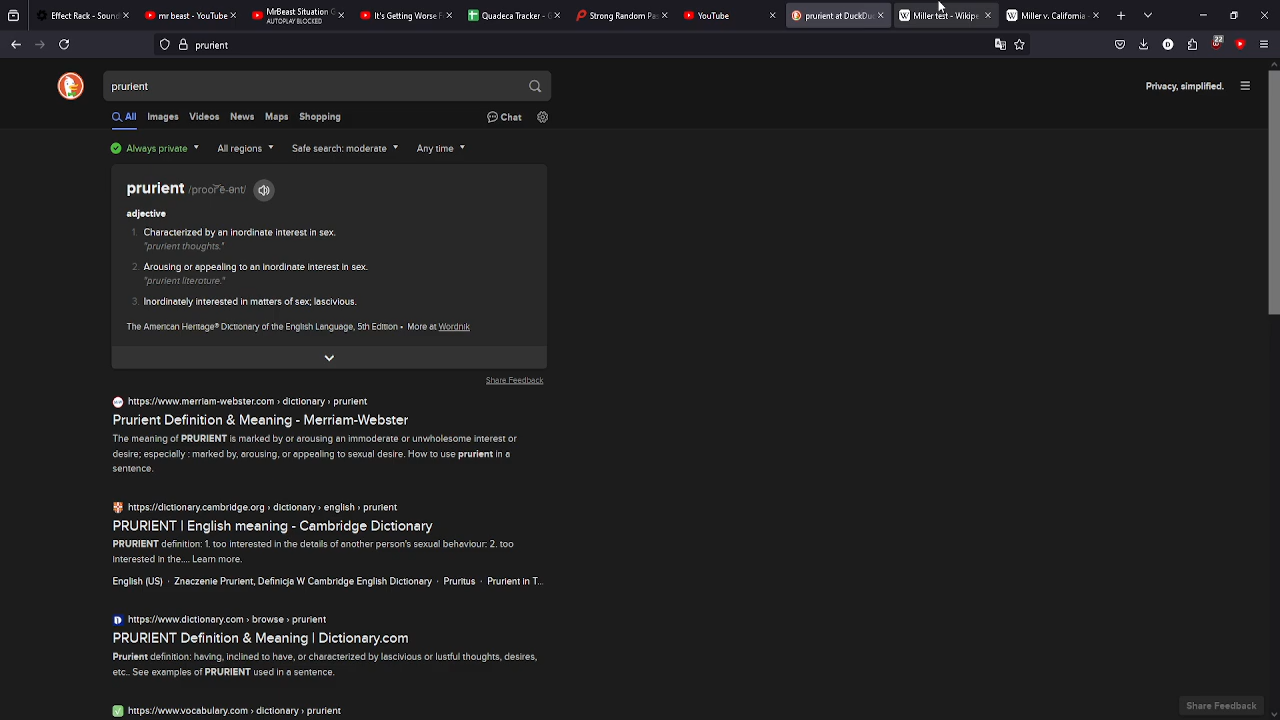 Effect Rack - Sound
mr beast - YouTube
MrBeast Situation G
AUTOPLAY BLOCKED
It's Getting Worse F
Quadeca Tracker - G
Strong Random Pas
YouTube
prurient at DuckDu
Miller test - Wikipe
Miller v. California
prurient
22
prurient
Privacy, simplified.
All Images Videos News Maps Shopping Chat
Always private All regions Safe search: moderate Any time
prurient
adjective
1. Characterized by an inordinate interest in sex.
"prurient thoughts."
2. Arousing or appealing to an inordinate interest in sex.
"prurient literature."
3. Inordinately interested in matters of sex; lascivious.
The American Heritage® Dictionary of the English Language, 5th Edition • More at Wordnik
Share Feedback
https://www.merriam-webster.com › dictionary › prurient
Prurient Definition & Meaning - Merriam-Webster
The meaning of PRURIENT is marked by or arousing an immoderate or unwholesome interest or
desire; especially : marked by, arousing, or appealing to sexual desire. How to use prurient in a
sentence.
https://dictionary.cambridge.org › dictionary › english › prurient
PRURIENT | English meaning - Cambridge Dictionary
PRURIENT definition: 1. too interested in the details of another person's sexual behaviour: 2. too
interested in the.... Learn more.
English (US) · Znaczenie Prurient, Definicja W Cambridge English Dictionary · Pruritus · Prurient in T...
https://www.dictionary.com › browse › prurient
PRURIENT Definition & Meaning | Dictionary.com
Prurient definition: having, inclined to have, or characterized by lascivious or lustful thoughts, desires,
etc.. See examples of PRURIENT used in a sentence.
https://www.vocabulary.com › dictionary › prurient
Share Feedback